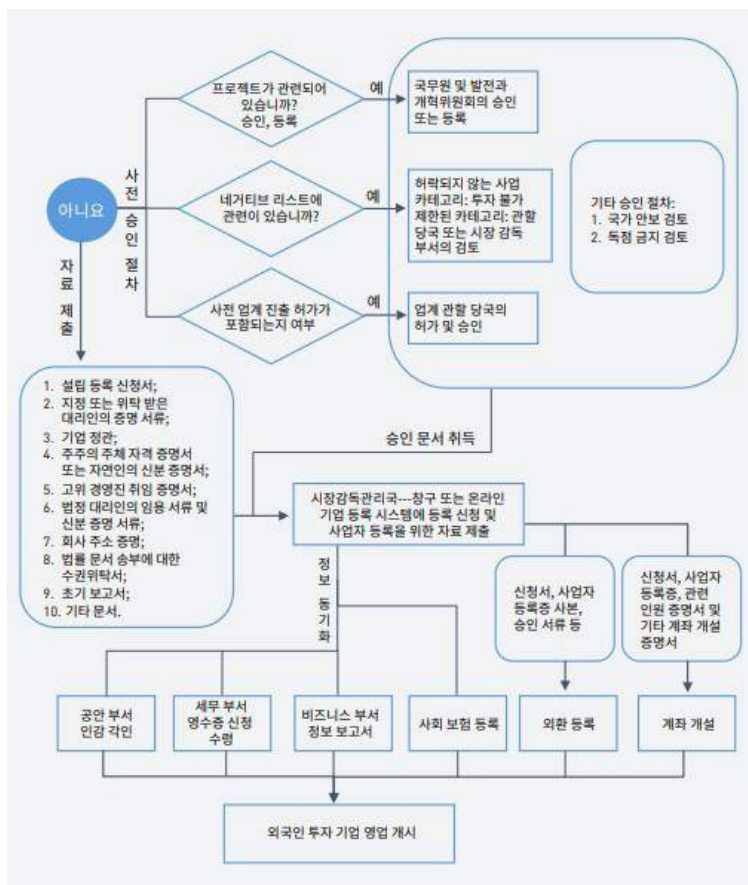 프로젝트가 관련되어
있습니까?
승인, 등록
예
국무원 및 발전과
개혁위원회의 승인
또는 등록
사전 승인 절차
아니요
네거티브 리스트에
관련이 있습니까?
예
허락되지 않는 사업
카테고리: 투자 불가
제한된 카테고리: 관할
당국 또는 시장 감독
부서의 검토
기타 승인 절차:
1. 국가 안보 검토
2. 독점 금지 검토
자료 제출
사전 업계 진출 허가가
포함되는지 여부
예
업계 관할 당국의
허가 및 승인
1. 설립 등록 신청서;
2. 지정 또는 위탁 받은
대리인의 증명 서류;
3. 기업 정관;
4. 주주의 주체 자격 증명서
또는 자연인의 신분 증명서;
5. 고위 경영진 취임 증명서;
6. 법정 대리인의 임용 서류 및
신분 증명 서류;
7. 회사 주소 증명;
8. 법률 문서 송부에 대한
수권위탁서;
9. 초기 보고서;
10. 기타 문서.
승인 문서 취득
시장감독관리국---창구 또는 온라인
기업 등록 시스템에 등록 신청 및
사업자 등록을 위한 자료 제출
정보 동기화
신청서, 사업자
등록증 사본,
승인 서류 등
신청서, 사업자
등록증, 관련
인원 증명서 및
기타 계좌 개설
증명서
공안 부서
인감 각인
세무 부서
영수증 신청
수령
비즈니스 부서
정보 보고서
사회 보험 등록
외환 등록
계좌 개설
외국인 투자 기업 영업 개시